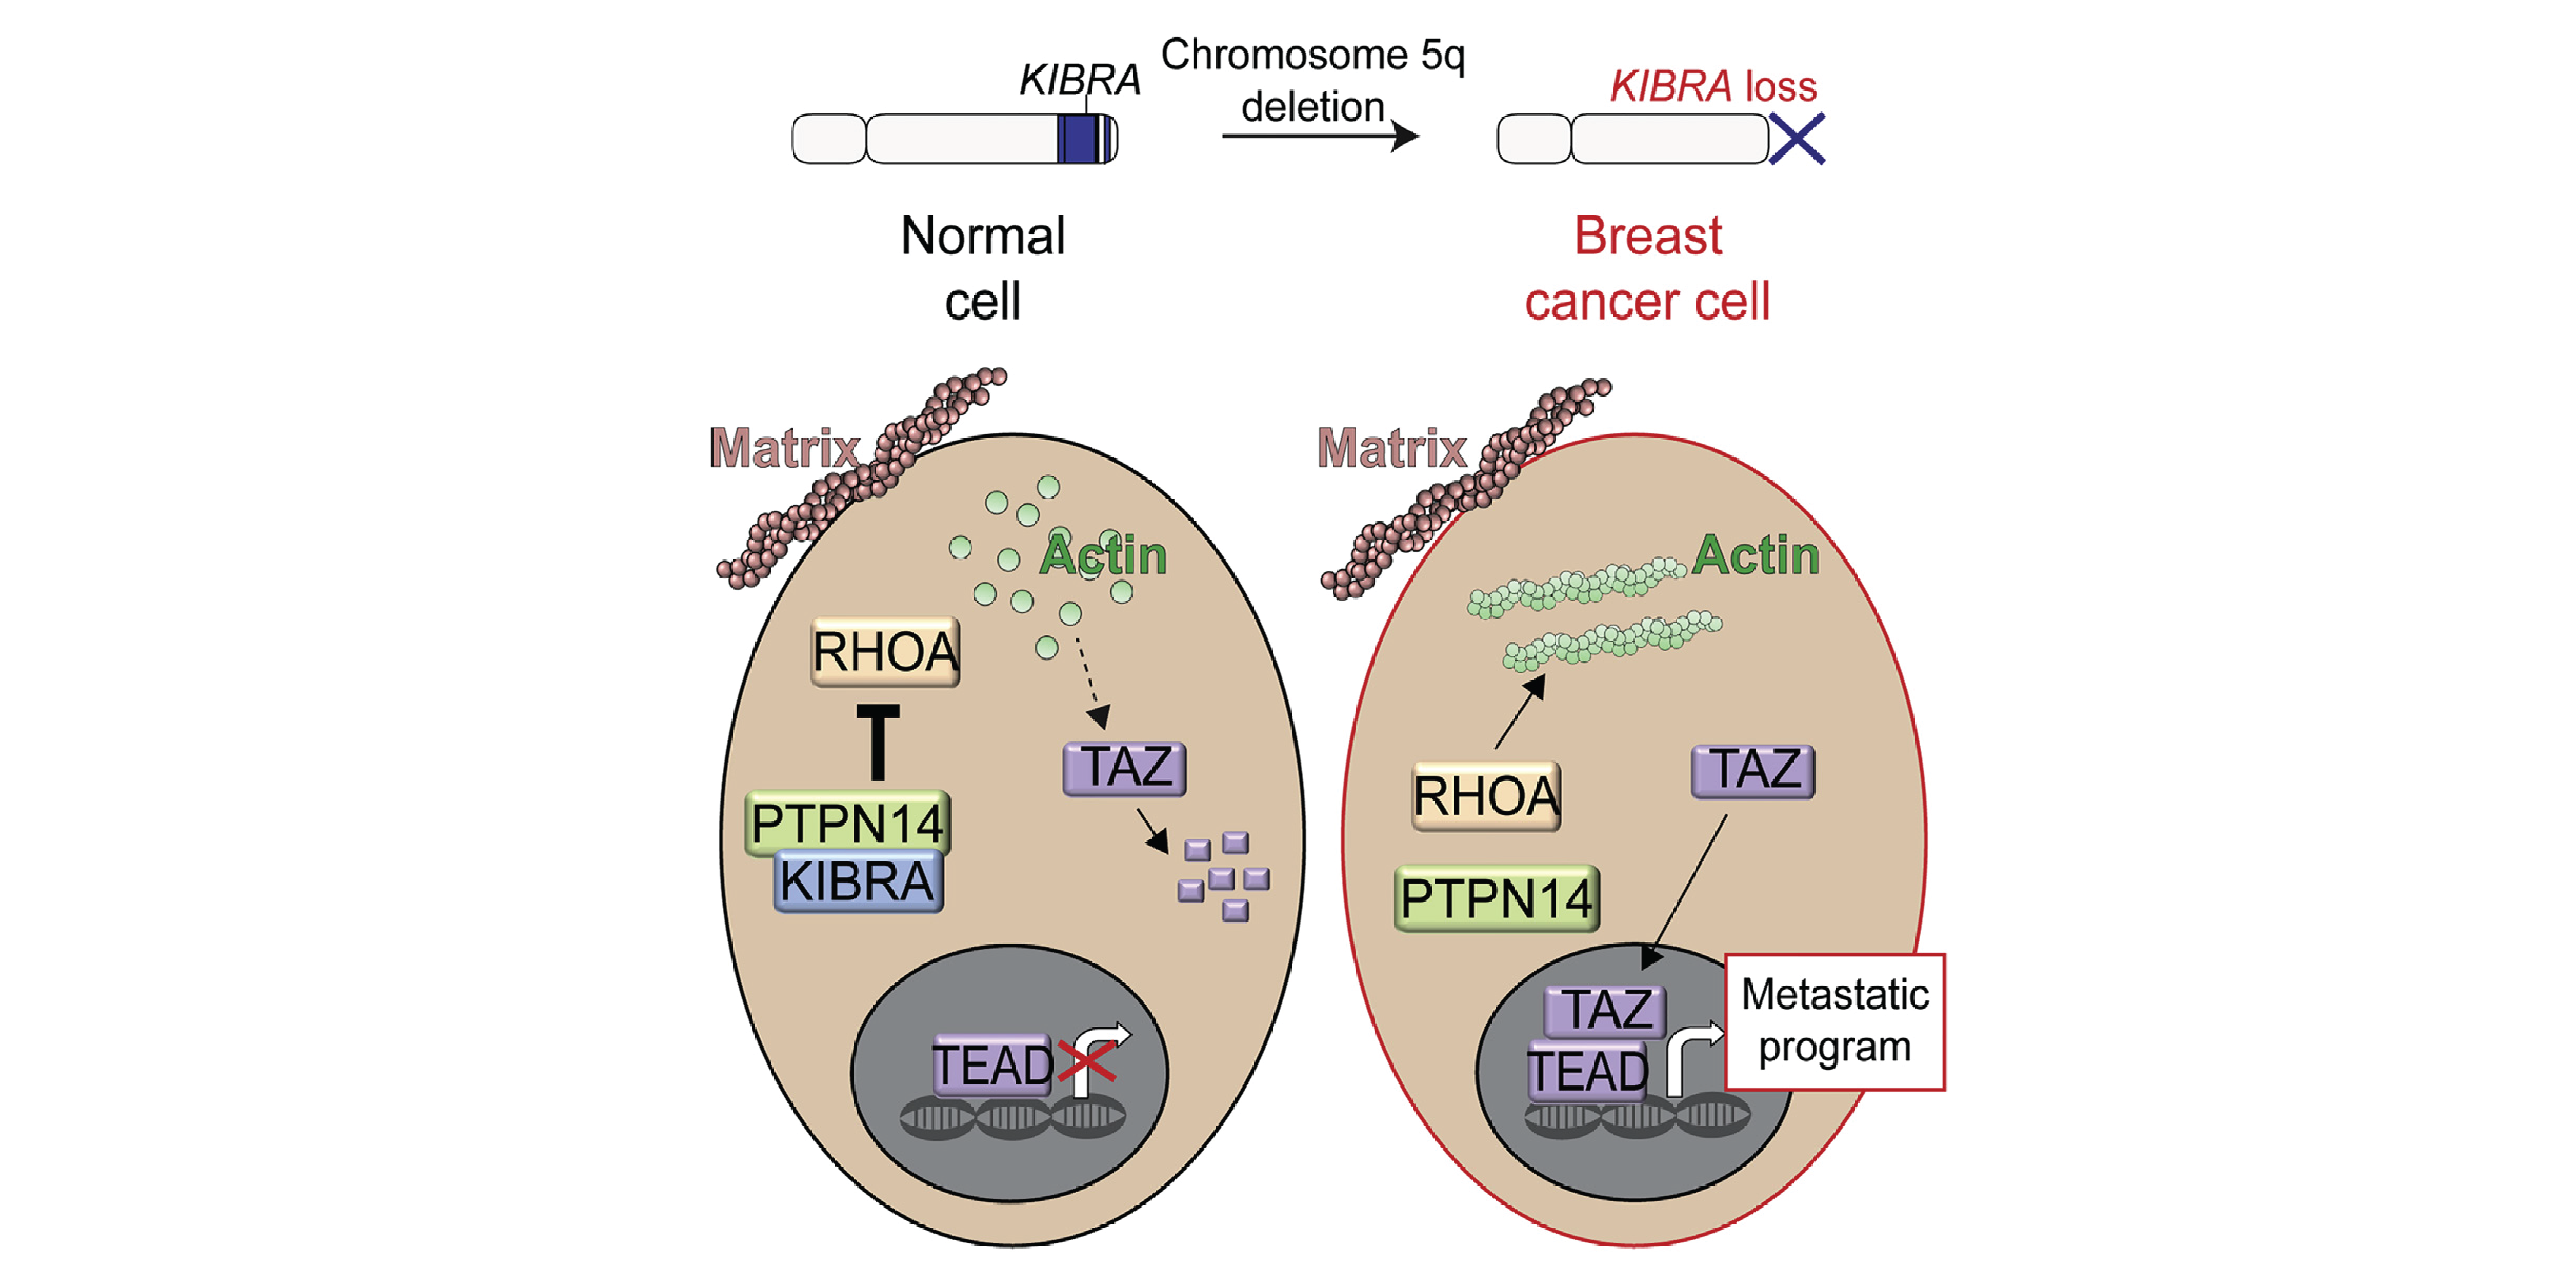 KIBRA
Chromosome 5q
deletion
KIBRA loss
Normal
cell
Breast
cancer cell
Matrix
Actin
RHOA
TAZ
PTPN14
KIBRA
TEAD
Matrix
Actin
RHOA
TAZ
PTPN14
TAZ
TEAD
Metastatic
program